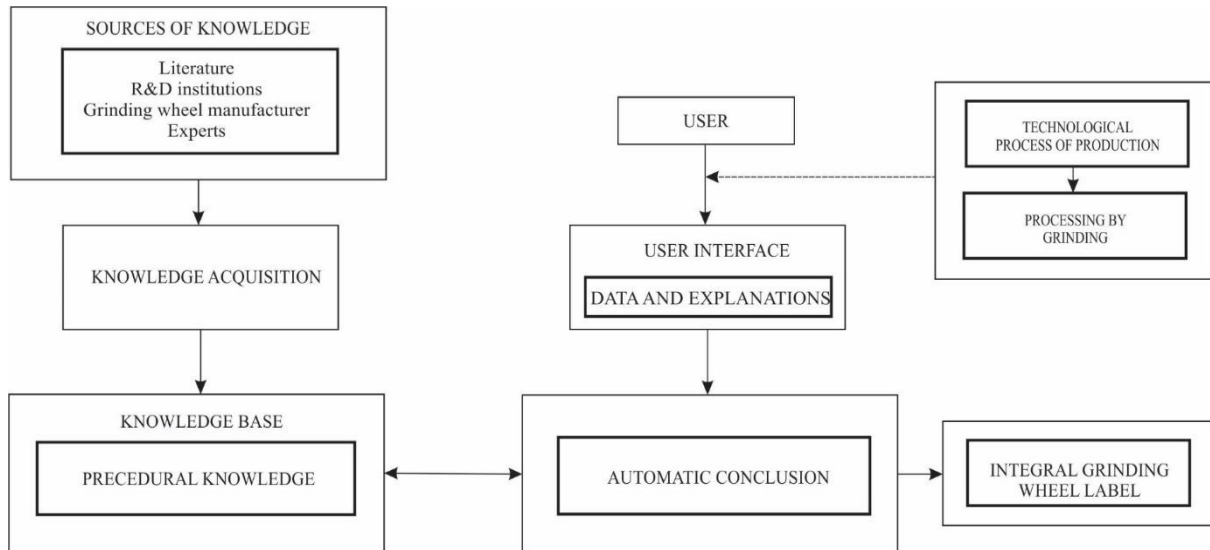 SOURCES OF KNOWLEDGE
Literature
R&D institutions
Grinding wheel manufacturer
Experts
KNOWLEDGE ACQUISITION
KNOWLEDGE BASE
PRECEDURAL KNOWLEDGE
USER
USER INTERFACE
DATA AND EXPLANATIONS
AUTOMATIC CONCLUSION
TECHNOLOGICAL
PROCESS OF PRODUCTION
PROCESSING BY
GRINDING
INTEGRAL GRINDING
WHEEL LABEL